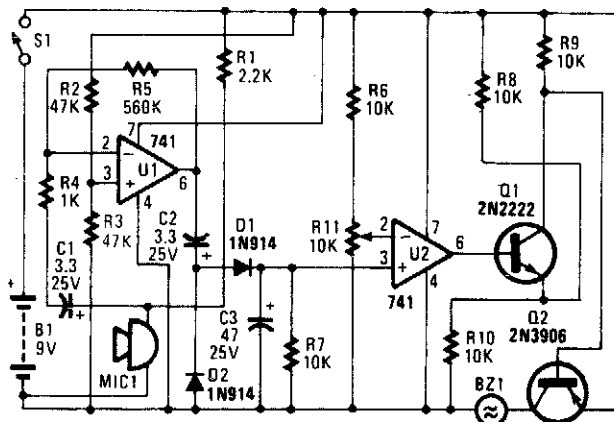 S1
R2
47K
R5
560K
R1
2.2K
R6
10K
R8
10K
R9
10K
7
741
2
−
U1
6
3
+
4
R4
1K
R3
47K
C2
3.3
25V
+
D1
1N914
R11
10K
2
−
7
U2
6
3
+
4
741
Q1
2N2222
C1
3.3
25V
+
+
B1
9V
MIC1
D2
1N914
C3
47
25V
+
R7
10K
R10
10K
Q2
2N3906
BZ1